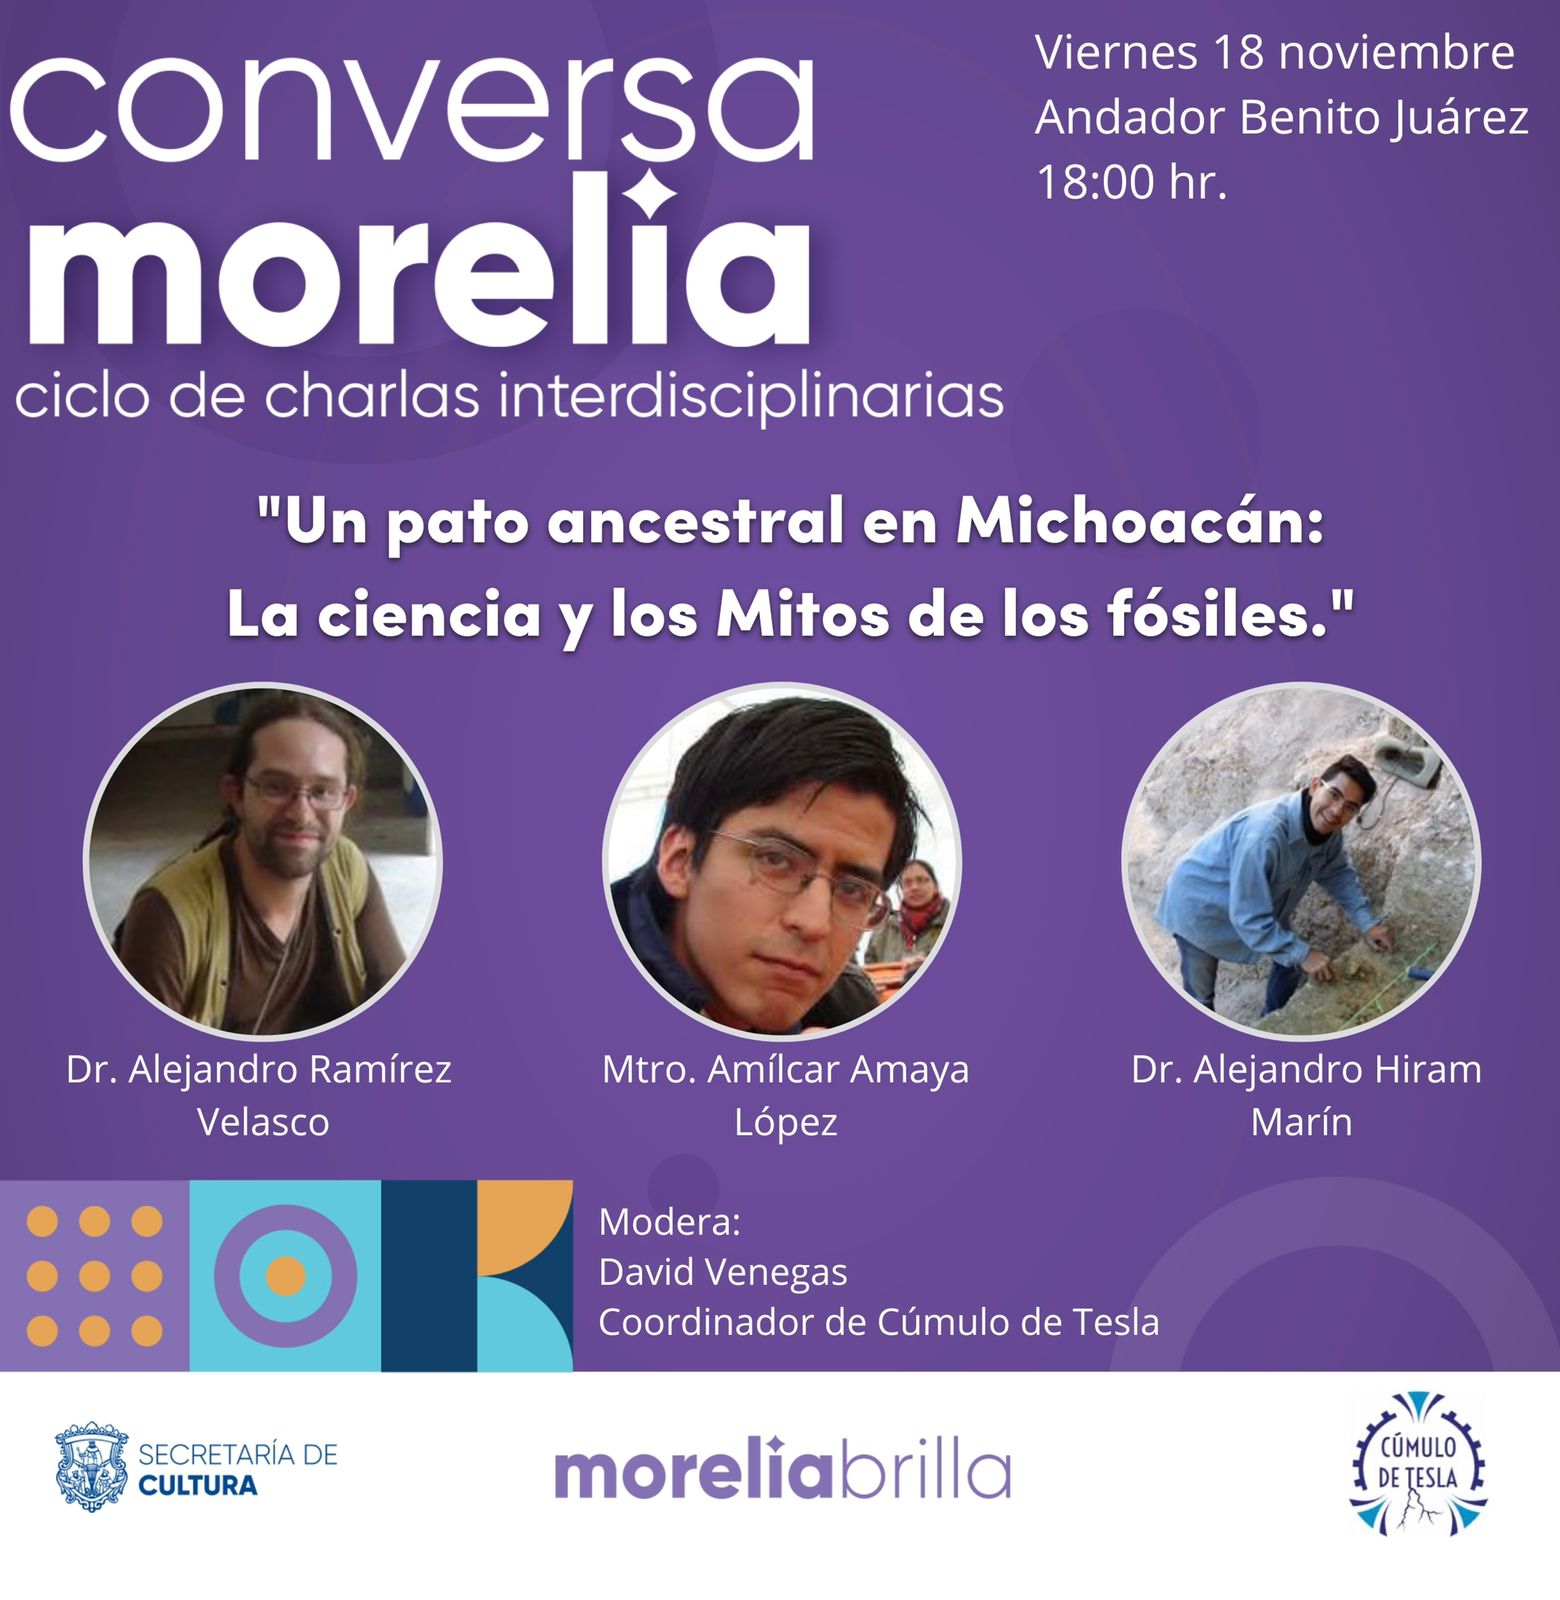 conversa
morelia
ciclo de charlas interdisciplinarias
Viernes 18 noviembre
Andador Benito Juárez
18:00 hr.
"Un pato ancestral en Michoacán:
La ciencia y los Mitos de los fósiles."
Dr. Alejandro Ramírez
Velasco
Mtro. Amílcar Amaya
López
Dr. Alejandro Hiram
Marín
Modera:
David Venegas
Coordinador de Cúmulo de Tesla
SECRETARÍA DE
CULTURA
moreliabrilla
CÚMULO
DE TESLA